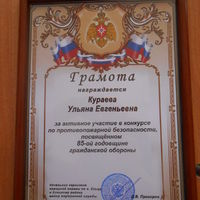 Грамота
награждается
Кураева
Ульяна Евгеньевна
за активное участие в конкурсе
по противопожарной безопасности,
посвящённом
85-ой годовщине
гражданской обороны